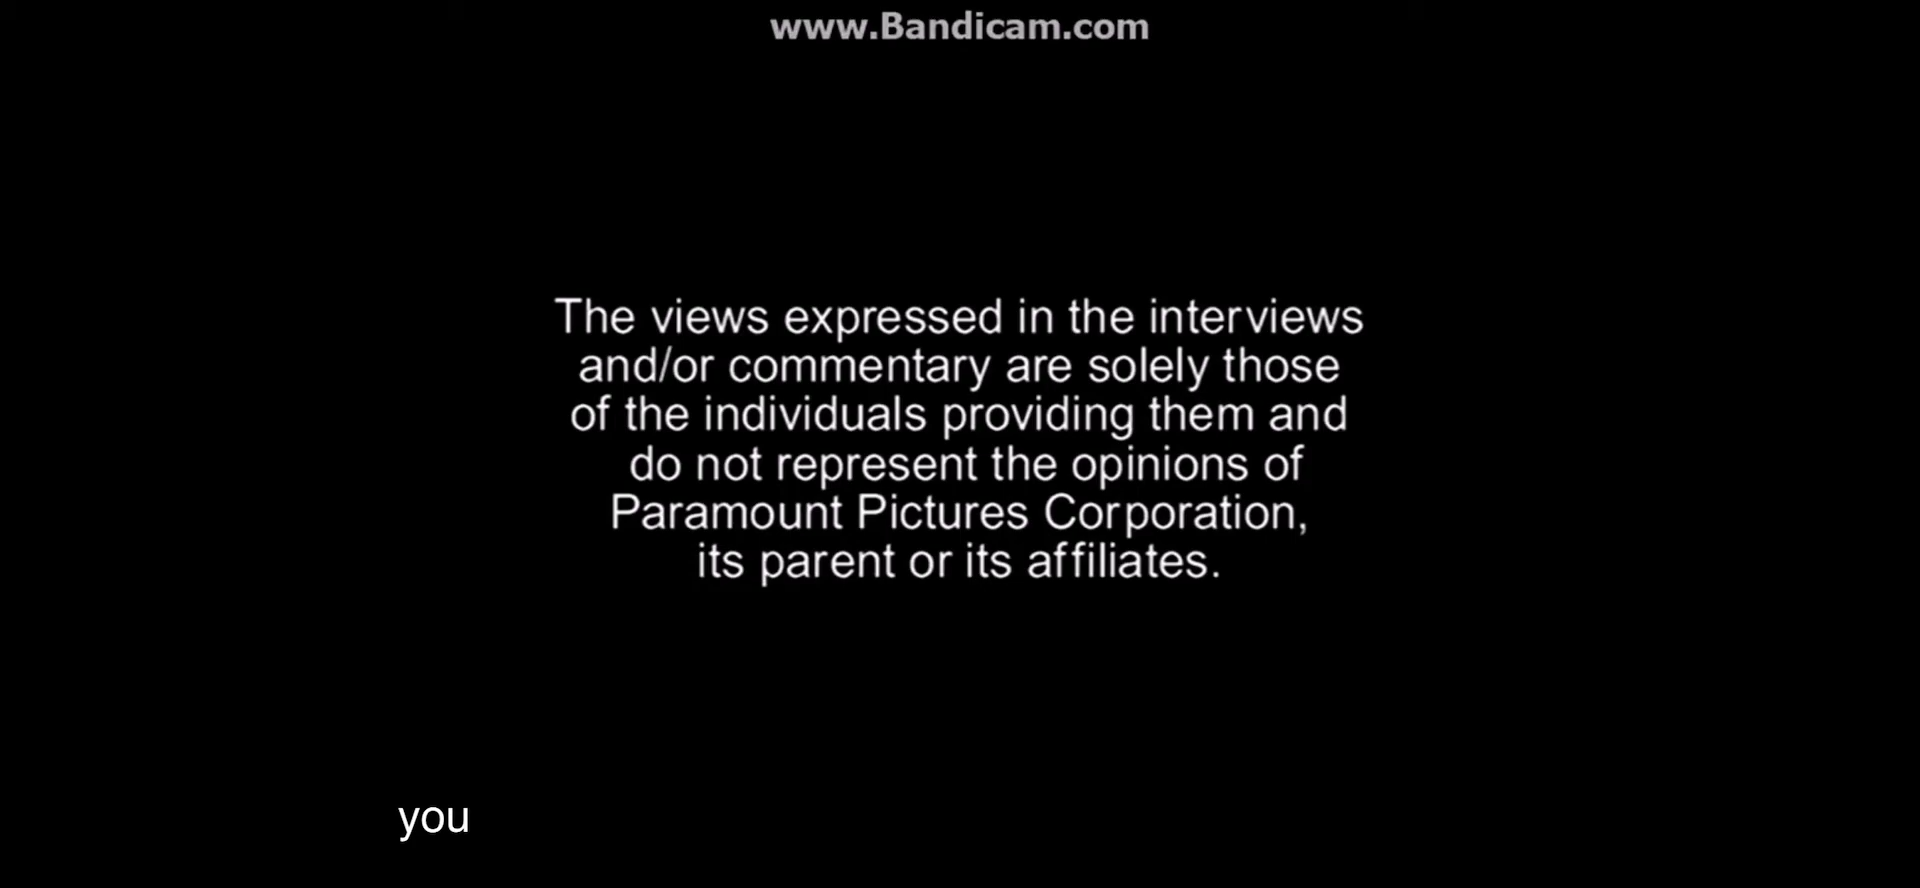 www.Bandicam.com
The views expressed in the interviews
and/or commentary are solely those
of the individuals providing them and
do not represent the opinions of
Paramount Pictures Corporation,
its parent or its affiliates.
you